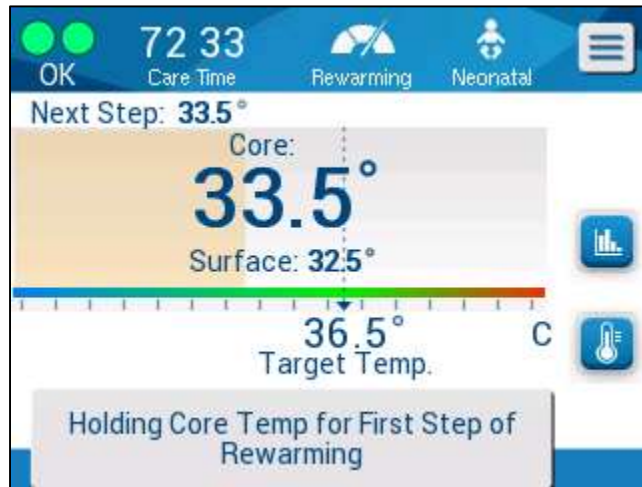 OK
72 33
Care Time
Rewarming
Neonatal
Next Step: 33.5°
Core:
33.5°
Surface: 32.5°
36.5°
C
Target Temp.
Holding Core Temp for First Step of
Rewarming